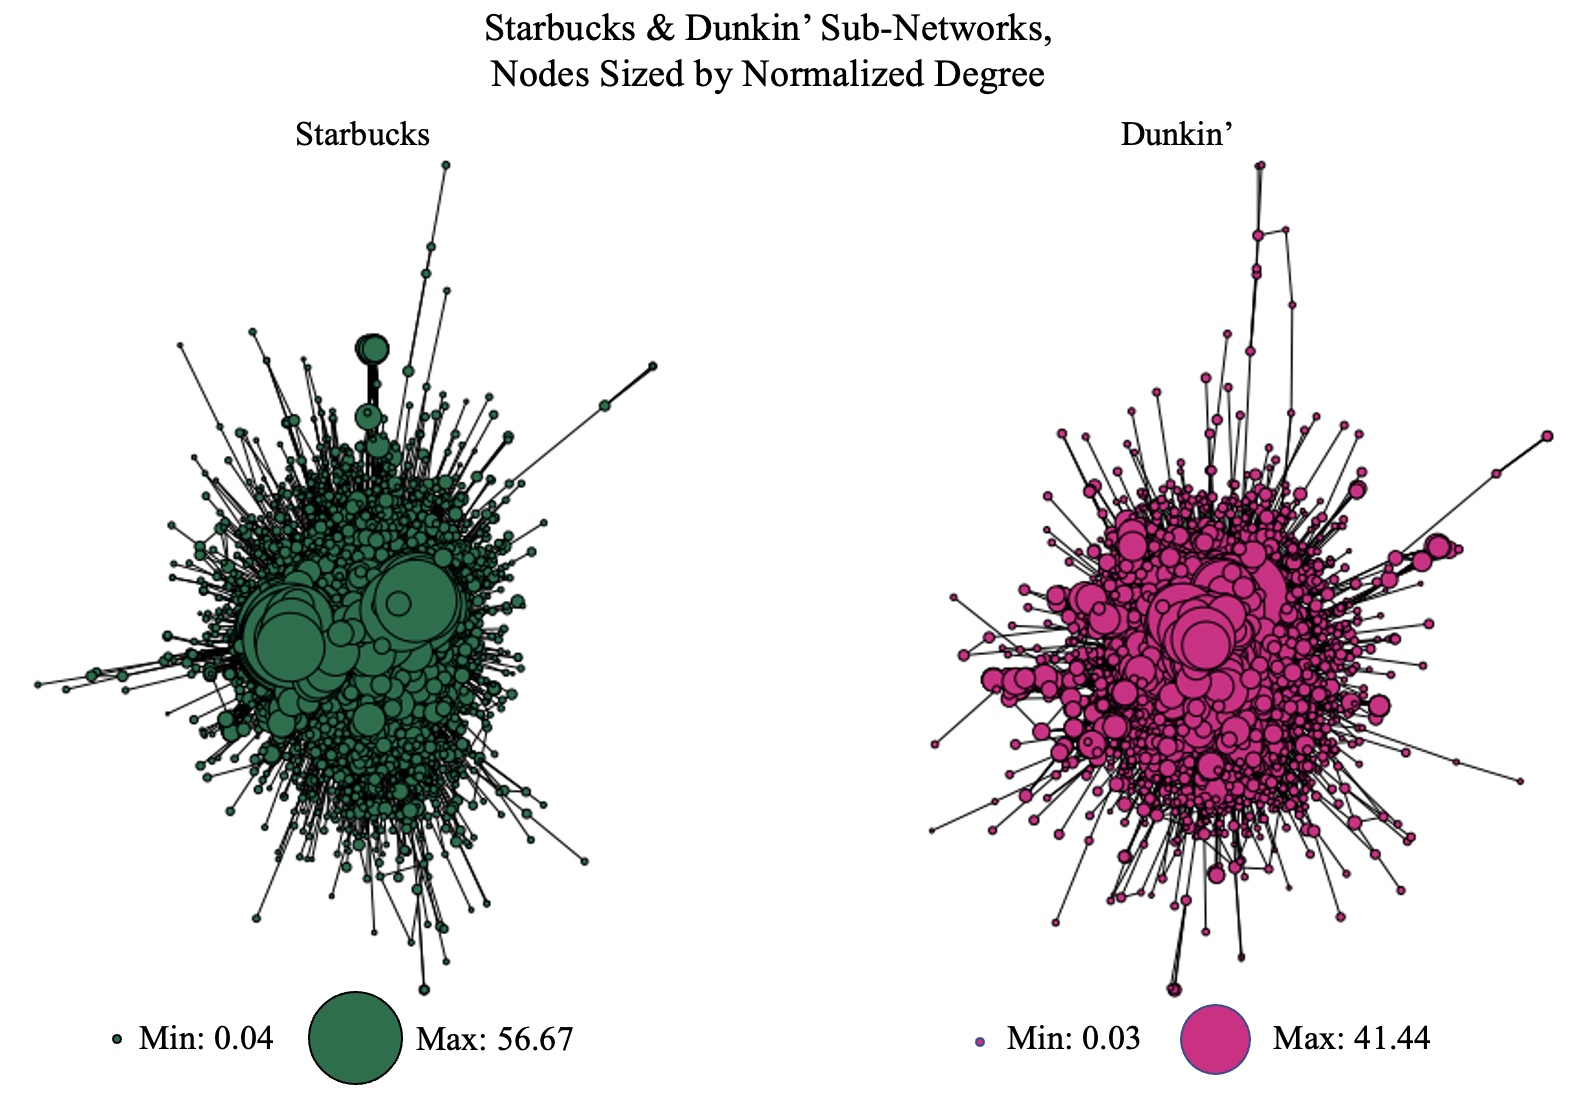 Starbucks & Dunkin’ Sub-Networks,
Nodes Sized by Normalized Degree
Starbucks
Dunkin’
Min: 0.04
Max: 56.67
Min: 0.03
Max: 41.44